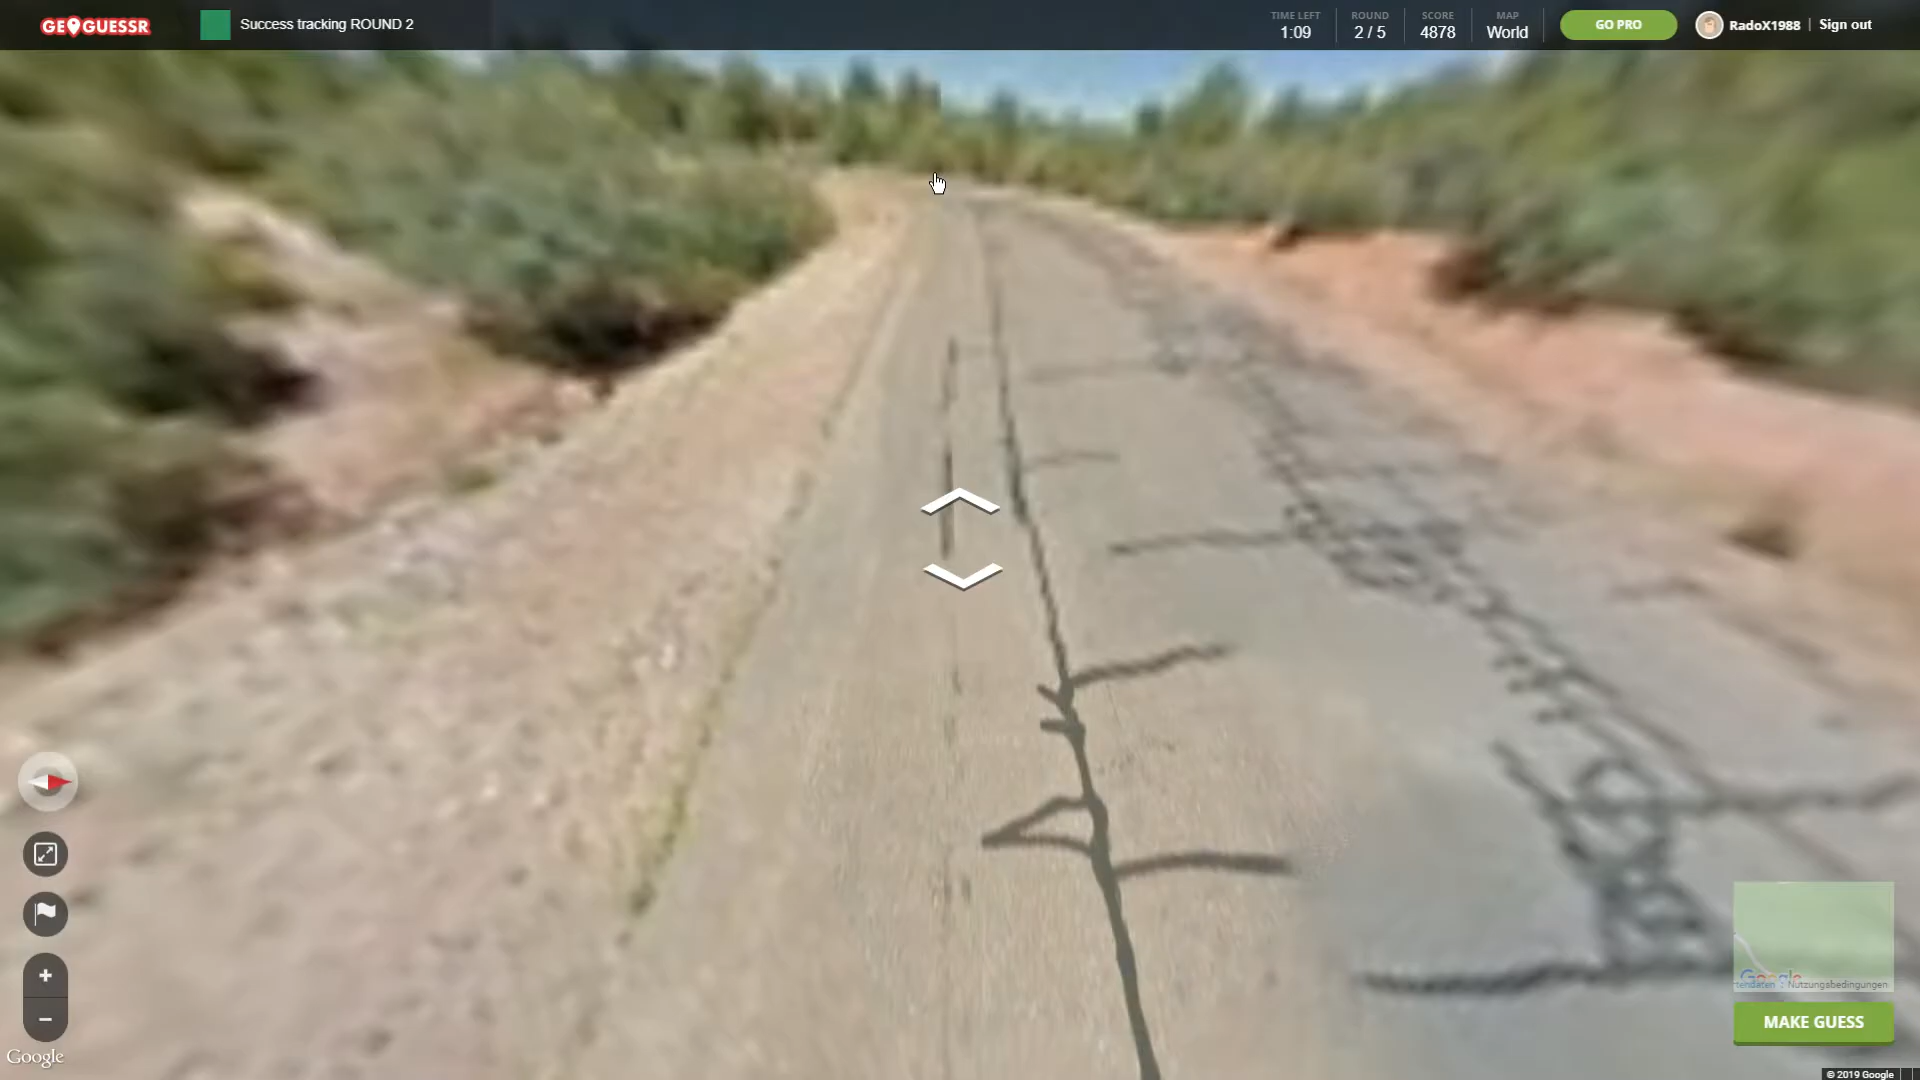 GEOGUESSR
Success tracking ROUND 2
TIME LEFT
1:09
ROUND
2 / 5
SCORE
4878
MAP
World
GO PRO
RadoX1988
Sign out
+
−
Google
Google
Nutzungsbedingungen
MAKE GUESS
© 2019 Google